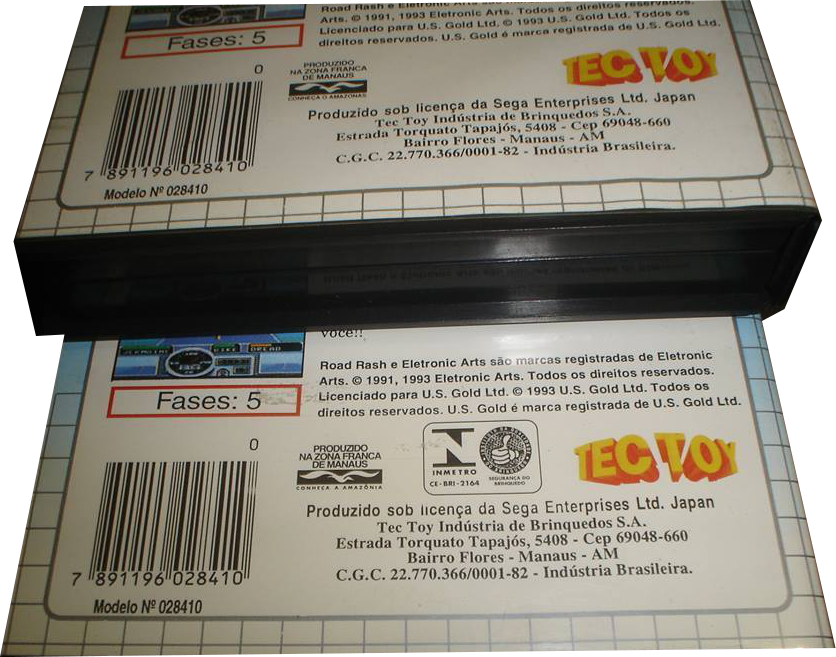 Road Rash e Eletronic Arts são marcas registradas de Eletronic
Arts. © 1991, 1993 Eletronic Arts. Todos os direitos reservados.
Licenciado para U.S. Gold Ltd. © 1993 U.S. Gold Ltd. Todos os
direitos reservados. U.S. Gold é marca registrada de U.S. Gold Ltd.
Fases: 5
0
PRODUZIDO
NA ZONA FRANCA
DE MANAUS
CONHEÇA O AMAZONAS
TEC TOY
Produzido sob licença da Sega Enterprises Ltd. Japan
Tec Toy Indústria de Brinquedos S.A.
Estrada Torquato Tapajós, 5408 - Cep 69048-660
Bairro Flores - Manaus - AM
C.G.C. 22.770.366/0001-82 - Indústria Brasileira.
7 891196 028410
Modelo Nº 028410
você!!
Road Rash e Eletronic Arts são marcas registradas de Eletronic
Arts. © 1991, 1993 Eletronic Arts. Todos os direitos reservados.
Licenciado para U.S. Gold Ltd. © 1993 U.S. Gold Ltd. Todos os
direitos reservados. U.S. Gold é marca registrada de U.S. Gold Ltd.
Fases: 5
0
PRODUZIDO
NA ZONA FRANCA
DE MANAUS
CONHEÇA A AMAZÔNIA
N
INMETRO
CE-BRI-2164
SEGURANÇA DO
BRINQUEDO
TEC TOY
Produzido sob licença da Sega Enterprises Ltd. Japan
Tec Toy Indústria de Brinquedos S.A.
Estrada Torquato Tapajós, 5408 - Cep 69048-660
Bairro Flores - Manaus - AM
C.G.C. 22.770.366/0001-82 - Indústria Brasileira.
7 891196 028410
Modelo Nº 028410